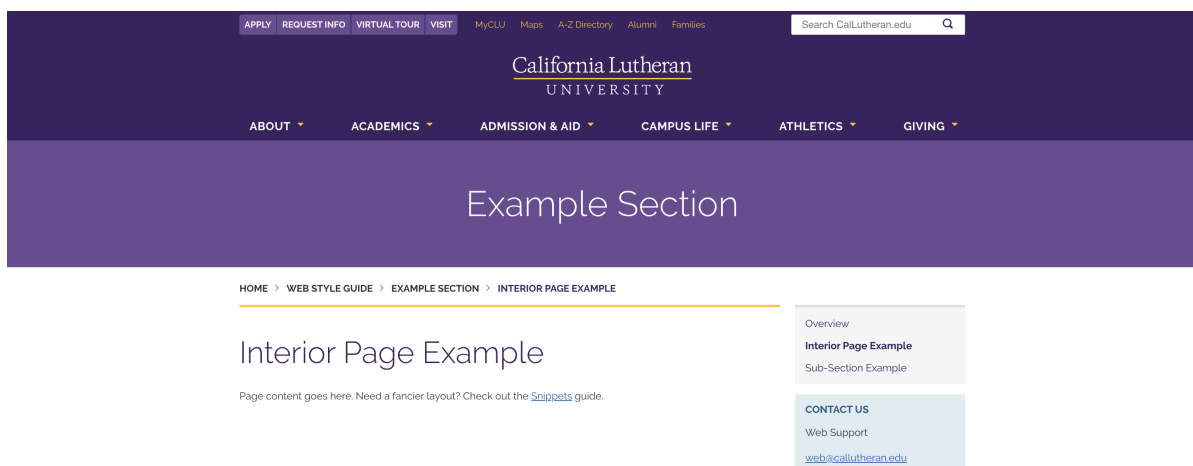 APPLY REQUEST INFO VIRTUAL TOUR VISIT MyCLU Maps A-Z Directory Alumni Families Search CalLutheran.edu
California Lutheran
UNIVERSITY
ABOUT ACADEMICS ADMISSION & AID CAMPUS LIFE ATHLETICS GIVING
Example Section
HOME > WEB STYLE GUIDE > EXAMPLE SECTION > INTERIOR PAGE EXAMPLE
Interior Page Example
Page content goes here. Need a fancier layout? Check out the Snippets guide.
Overview
Interior Page Example
Sub-Section Example
CONTACT US
Web Support
web@callutheran.edu